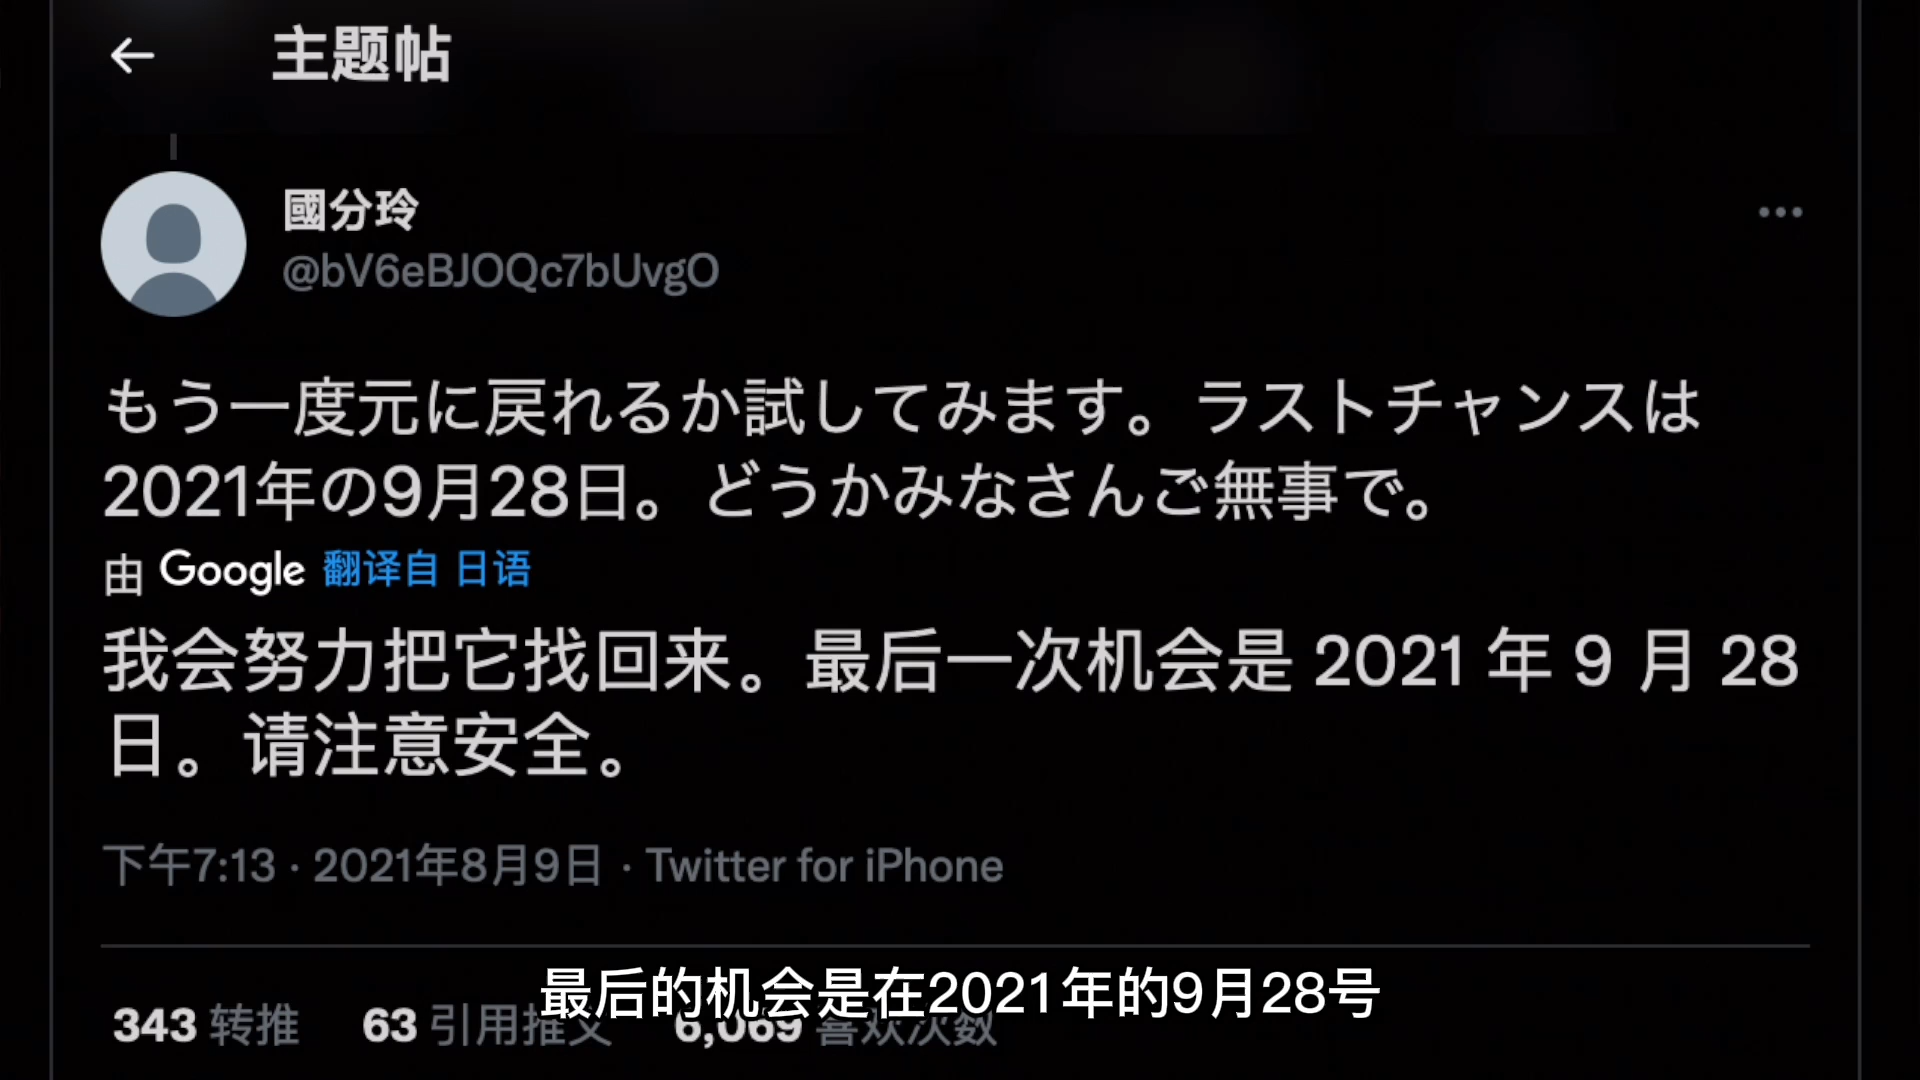 主题帖
國分玲
@bV6eBJOQc7bUvgO
もう一度元に戻れるか試してみます。ラストチャンスは
2021年の9月28日。どうかみなさんご無事で。
由 Google 翻译自 日语
我会努力把它找回来。最后一次机会是 2021 年 9 月 28
日。请注意安全。
下午7:13 · 2021年8月9日 · Twitter for iPhone
最后的机会是在2021年的9月28号
343 转推 63 引用推文 6,069 喜欢次数